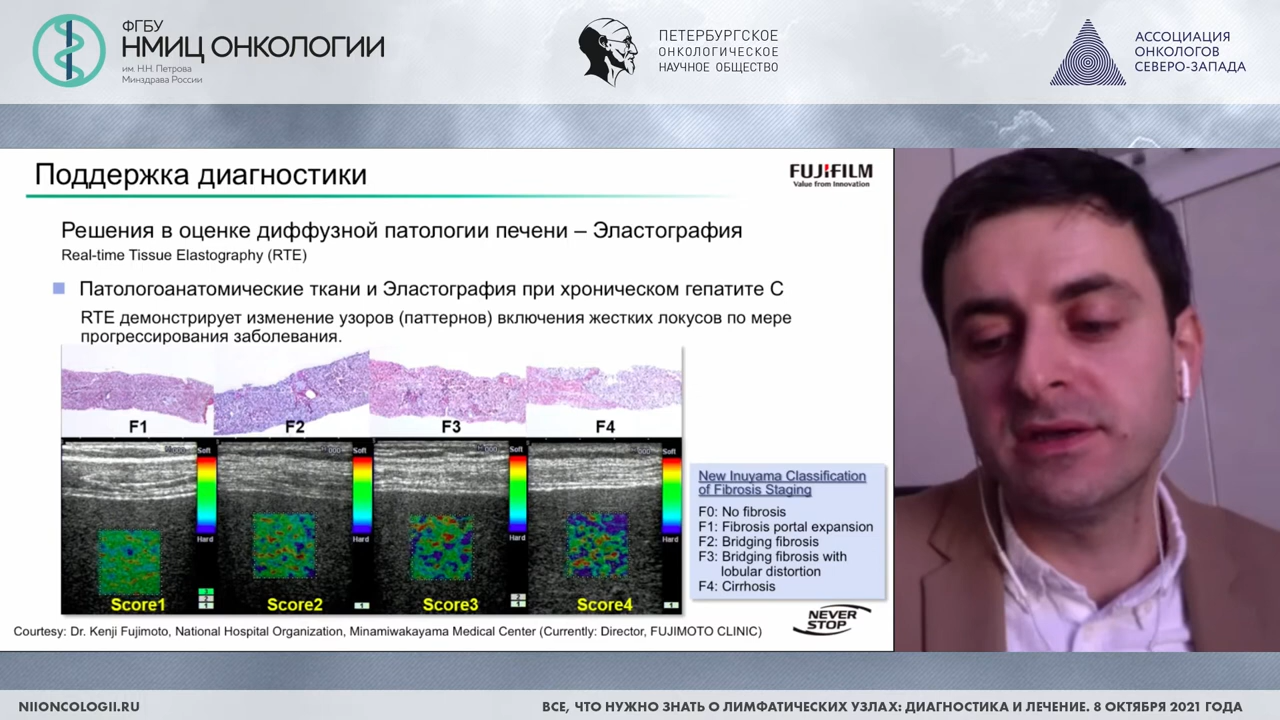 ФГБУ
НМИЦ ОНКОЛОГИИ
им. Н.Н. Петрова
Минздрава России
ПЕТЕРБУРГСКОЕ
ОНКОЛОГИЧЕСКОЕ
НАУЧНОЕ ОБЩЕСТВО
АССОЦИАЦИЯ
ОНКОЛОГОВ
СЕВЕРО-ЗАПАДА
Поддержка диагностики
FUJIFILM
Value from Innovation
Решения в оценке диффузной патологии печени – Эластография
Real-time Tissue Elastography (RTE)
Патологоанатомические ткани и Эластография при хроническом гепатите С
RTE демонстрирует изменение узоров (паттернов) включения жестких локусов по мере
прогрессирования заболевания.
F1 F2 F3 F4
Soft Soft Soft Soft
Hard Hard Hard Hard
Score1 Score2 Score3 Score4
New Inuyama Classification
of Fibrosis Staging
F0: No fibrosis
F1: Fibrosis portal expansion
F2: Bridging fibrosis
F3: Bridging fibrosis with
lobular distortion
F4: Cirrhosis
NEVER
STOP
Courtesy: Dr. Kenji Fujimoto, National Hospital Organization, Minamiwakayama Medical Center (Currently: Director, FUJIMOTO CLINIC)
NIIONCOLOGII.RU
ВСЕ, ЧТО НУЖНО ЗНАТЬ О ЛИМФАТИЧЕСКИХ УЗЛАХ: ДИАГНОСТИКА И ЛЕЧЕНИЕ. 8 ОКТЯБРЯ 2021 ГОДА